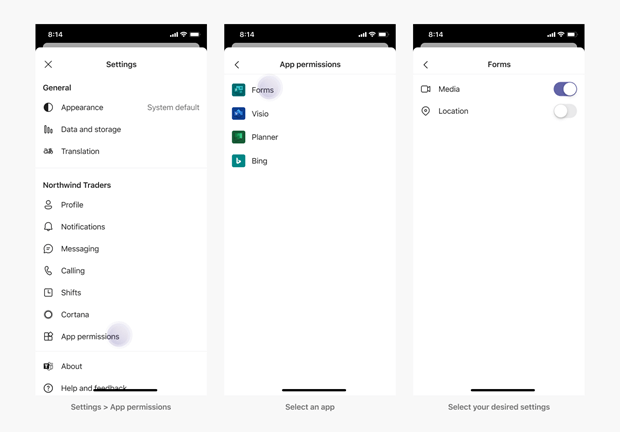 8:14
Settings
General
Appearance System default
Data and storage
Translation
Northwind Traders
Profile
Notifications
Messaging
Calling
Shifts
Cortana
App permissions
About
Help and feedback
Settings > App permissions
8:14
App permissions
Forms
Visio
Planner
Bing
Select an app
8:14
Forms
Media
Location
Select your desired settings